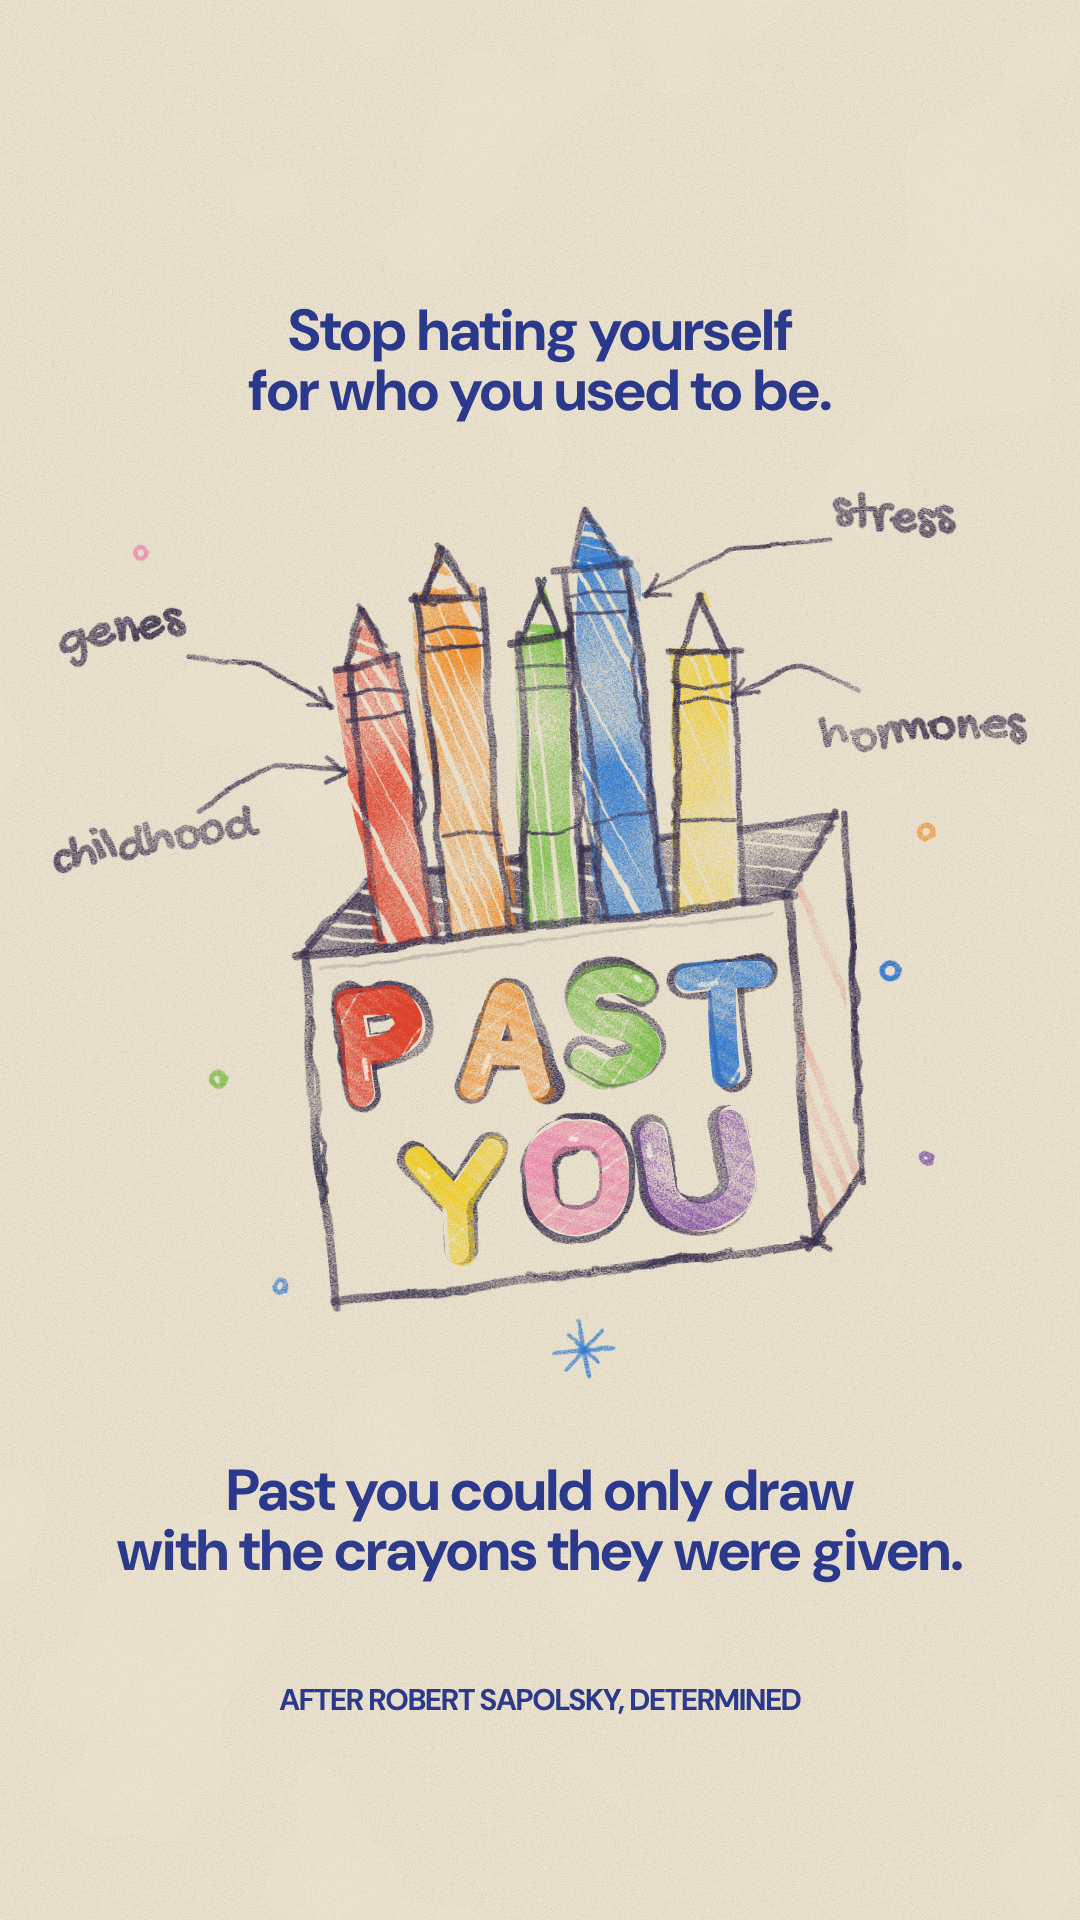 Stop hating yourself
for who you used to be.
stress
genes
hormones
childhood
PAST
YOU
Past you could only draw
with the crayons they were given.
AFTER ROBERT SAPOLSKY, DETERMINED